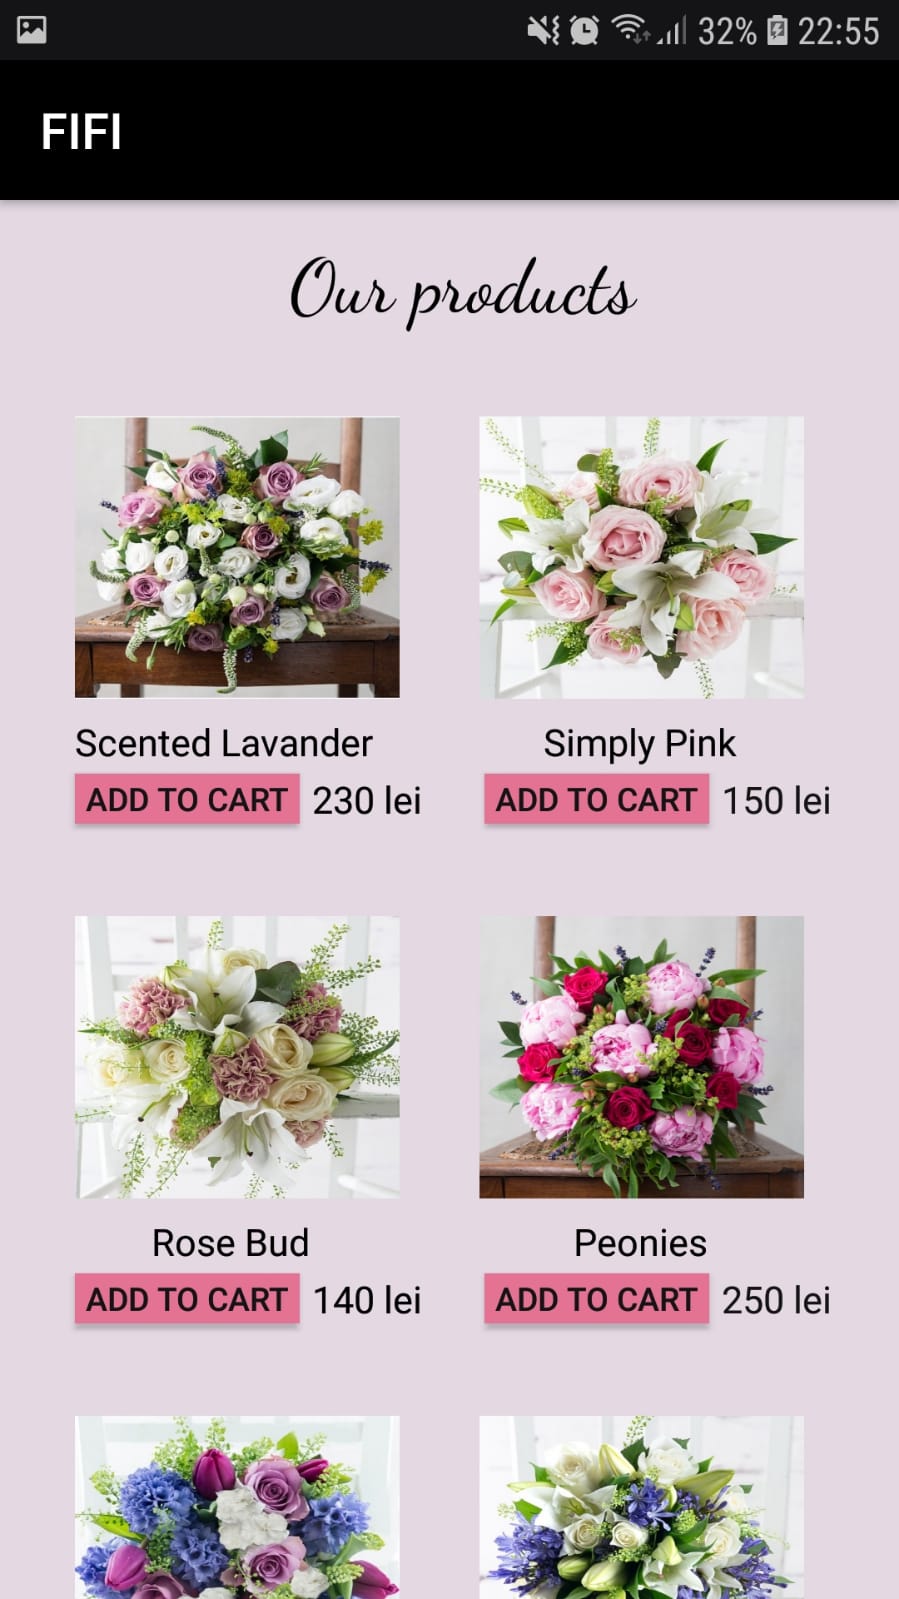 32% 22:55
FIFI
Our products
Scented Lavander
ADD TO CART 230 lei
Simply Pink
ADD TO CART 150 lei
Rose Bud
ADD TO CART 140 lei
Peonies
ADD TO CART 250 lei